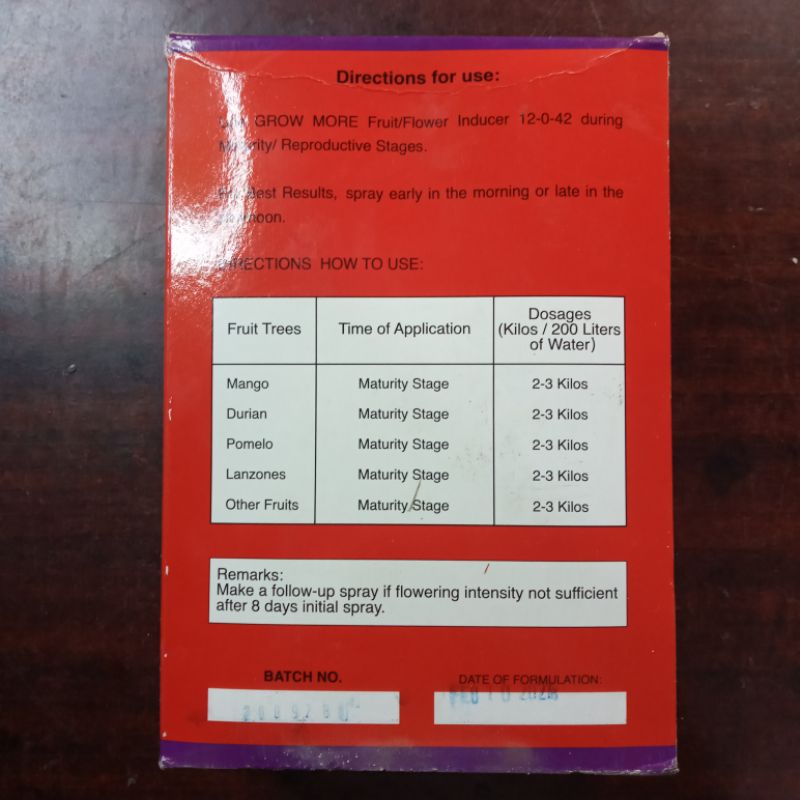 Directions for use:
GROW MORE Fruit/Flower Inducer 12-0-42 during
Maturity/ Reproductive Stages.
For Best Results, spray early in the morning or late in the
afternoon.
DIRECTIONS HOW TO USE:
Fruit Trees Time of Application Dosages (Kilos / 200 Liters of Water)
Mango Maturity Stage 2-3 Kilos
Durian Maturity Stage 2-3 Kilos
Pomelo Maturity Stage 2-3 Kilos
Lanzones Maturity Stage 2-3 Kilos
Other Fruits Maturity Stage 2-3 Kilos
Remarks:
Make a follow-up spray if flowering intensity not sufficient
after 8 days initial spray.
BATCH NO. DATE OF FORMULATION: